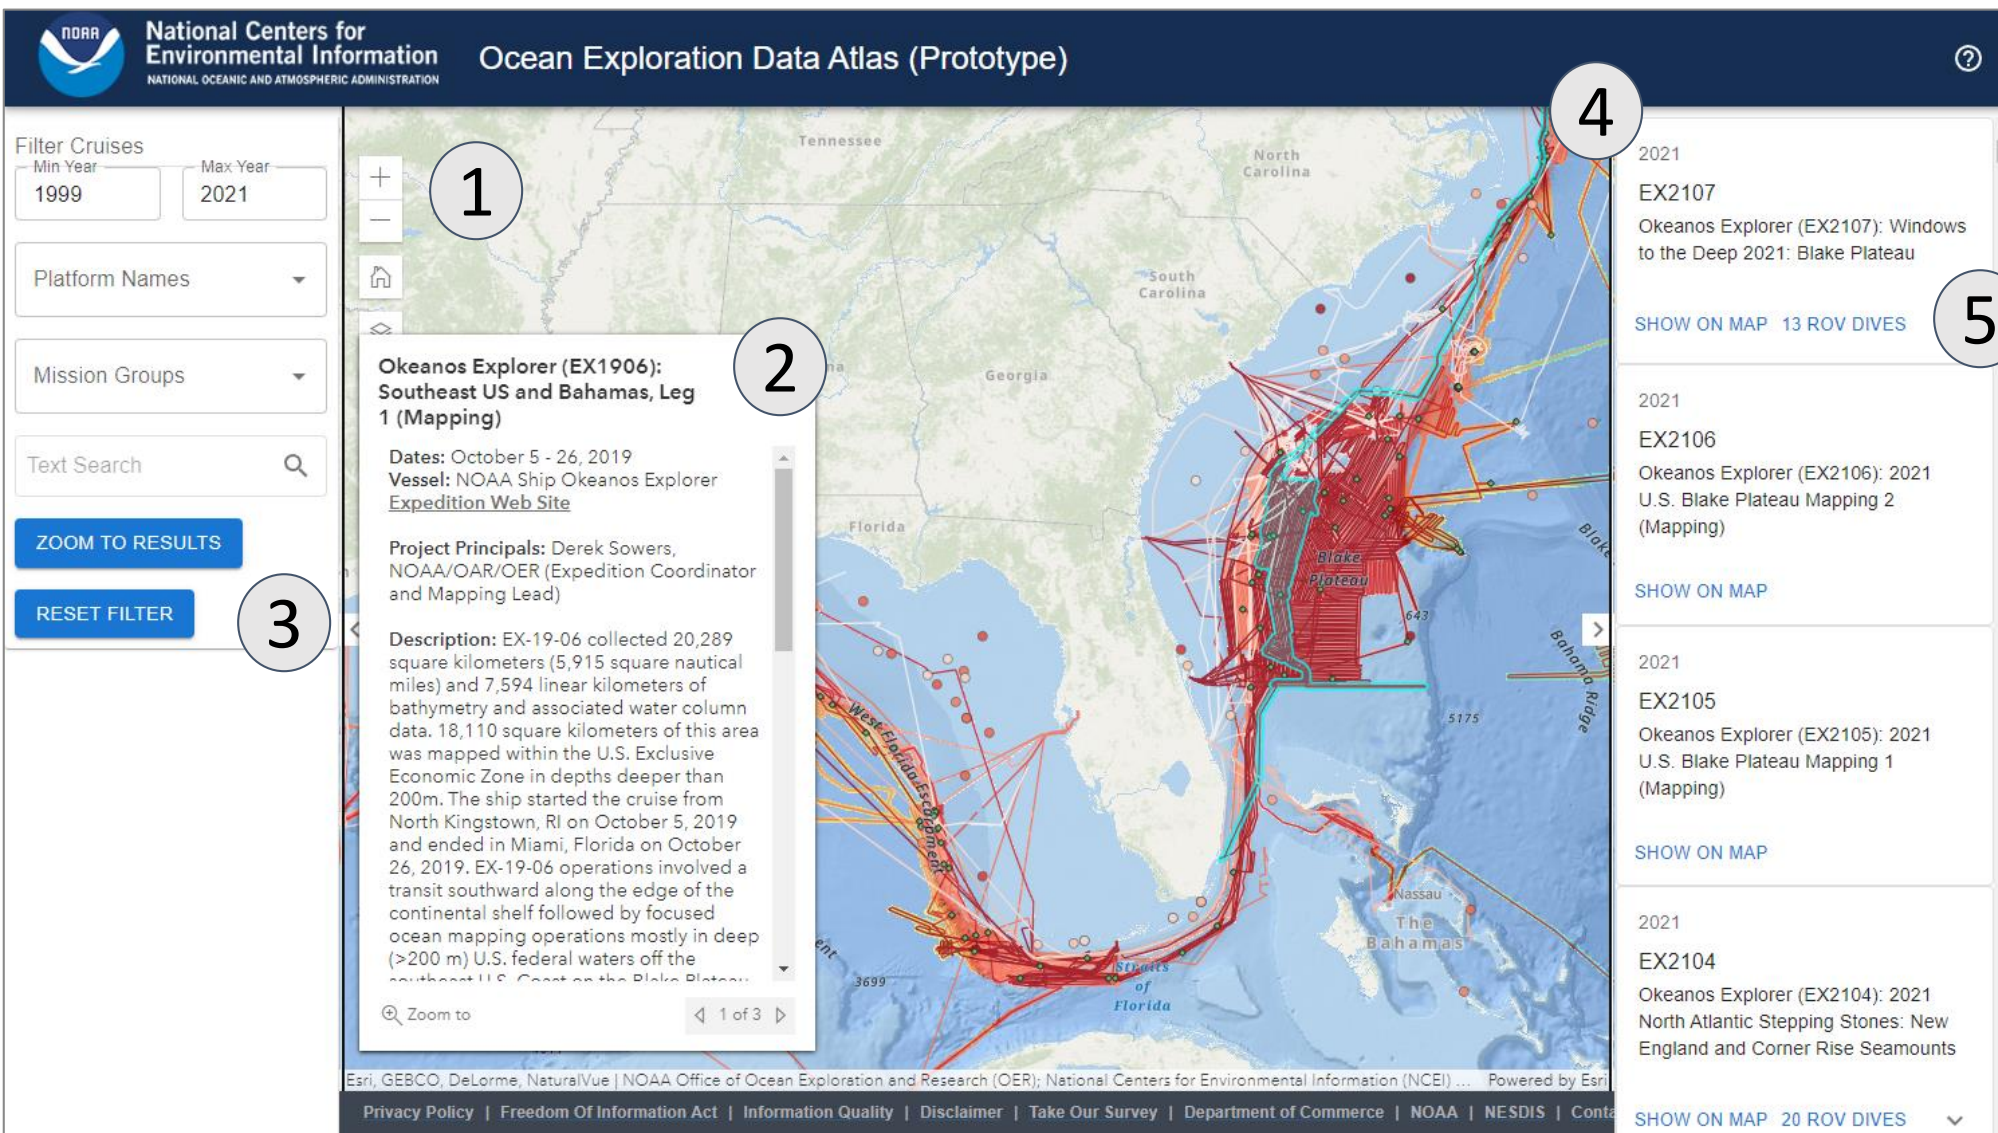 NOAA
National Centers for
Environmental Information
NATIONAL OCEANIC AND ATMOSPHERIC ADMINISTRATION
Ocean Exploration Data Atlas (Prototype)
Filter Cruises
Min Year
1999
Max Year
2021
Platform Names
Mission Groups
Text Search
ZOOM TO RESULTS
RESET FILTER
3
1
2
Okeanos Explorer (EX1906):
Southeast US and Bahamas, Leg
1 (Mapping)
Dates: October 5 - 26, 2019
Vessel: NOAA Ship Okeanos Explorer
Expedition Web Site
Project Principals: Derek Sowers,
NOAA/OAR/OER (Expedition Coordinator
and Mapping Lead)
Description: EX-19-06 collected 20,289
square kilometers (5,915 square nautical
miles) and 7,594 linear kilometers of
bathymetry and associated water column
data. 18,110 square kilometers of this area
was mapped within the U.S. Exclusive
Economic Zone in depths deeper than
200m. The ship started the cruise from
North Kingstown, RI on October 5, 2019
and ended in Miami, Florida on October
26, 2019. EX-19-06 operations involved a
transit southward along the edge of the
continental shelf followed by focused
ocean mapping operations mostly in deep
(>200 m) U.S. federal waters off the
southeast U.S. Coast on the Blake Plateau
Zoom to
1 of 3
Tennessee
North
Carolina
South
Carolina
Georgia
Florida
Blake
Plateau
643
Blake
Bahama Ridge
5175
West Florida Escarpment
Nassau
The
Bahamas
Straits
of
Florida
3699
Esri, GEBCO, DeLorme, NaturalVue | NOAA Office of Ocean Exploration and Research (OER); National Centers for Environmental Information (NCEI) ...
Powered by Esri
Privacy Policy | Freedom Of Information Act | Information Quality | Disclaimer | Take Our Survey | Department of Commerce | NOAA | NESDIS |
4
2021
EX2107
Okeanos Explorer (EX2107): Windows
to the Deep 2021: Blake Plateau
SHOW ON MAP 13 ROV DIVES
5
2021
EX2106
Okeanos Explorer (EX2106): 2021
U.S. Blake Plateau Mapping 2
(Mapping)
SHOW ON MAP
2021
EX2105
Okeanos Explorer (EX2105): 2021
U.S. Blake Plateau Mapping 1
(Mapping)
SHOW ON MAP
2021
EX2104
Okeanos Explorer (EX2104): 2021
North Atlantic Stepping Stones: New
England and Corner Rise Seamounts
SHOW ON MAP 20 ROV DIVES